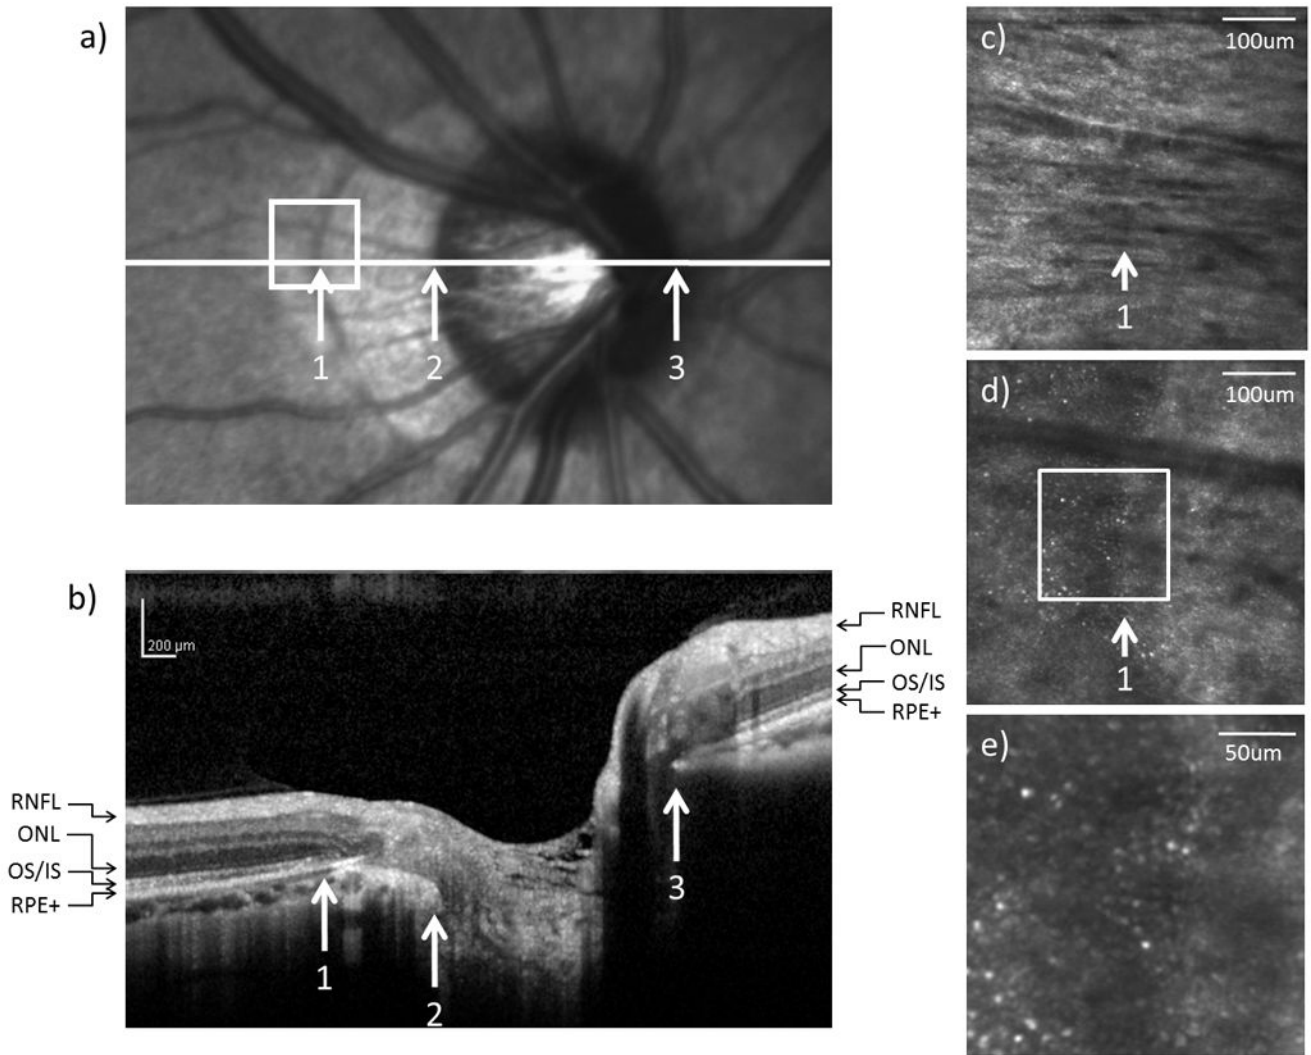 a)
1
2
3
b)
200 µm
RNFL
ONL
OS/IS
RPE+
RNFL
ONL
OS/IS
RPE+
1
2
3
c)
100um
1
d)
100um
1
e)
50um